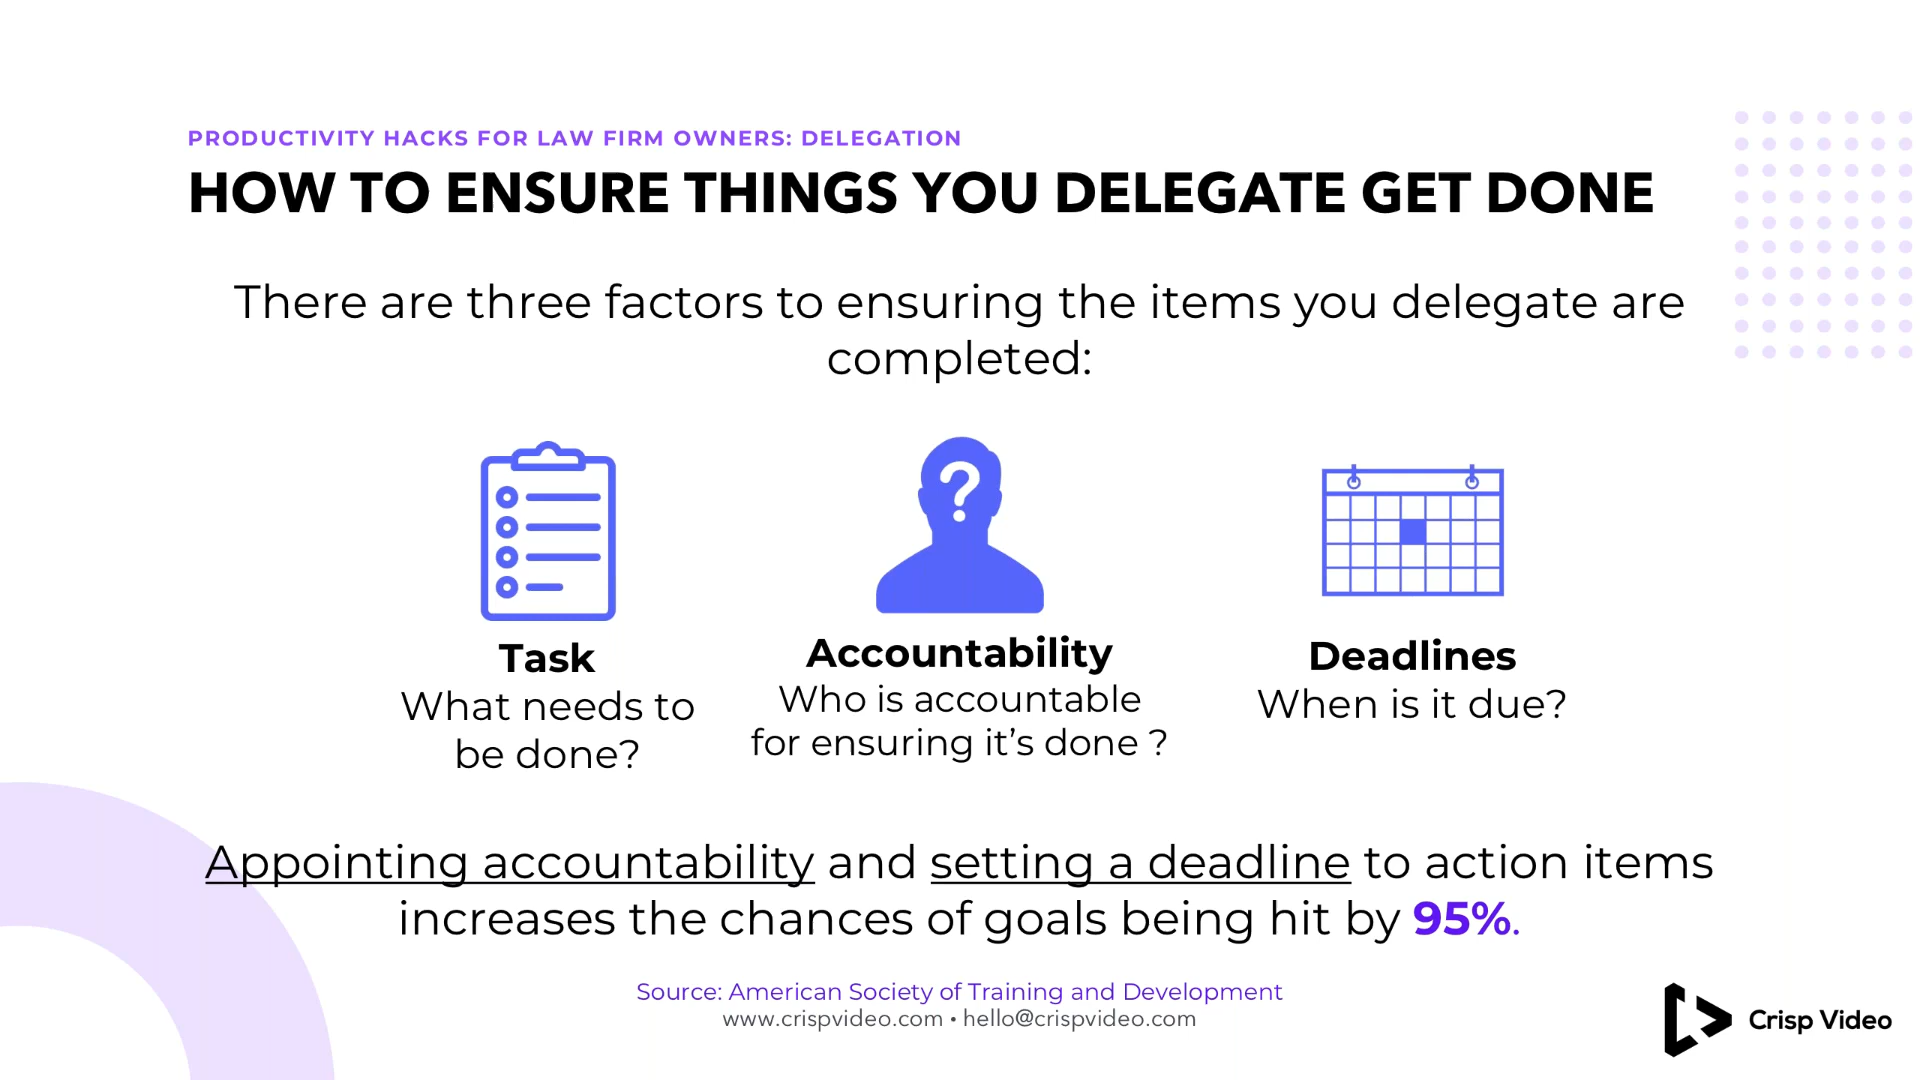 PRODUCTIVITY HACKS FOR LAW FIRM OWNERS: DELEGATION
HOW TO ENSURE THINGS YOU DELEGATE GET DONE
There are three factors to ensuring the items you delegate are
completed:
?
Task
What needs to
be done?
Accountability
Who is accountable
for ensuring it’s done ?
Deadlines
When is it due?
Appointing accountability and setting a deadline to action items
increases the chances of goals being hit by 95%.
Source: American Society of Training and Development
www.crispvideo.com • hello@crispvideo.com
Crisp Video